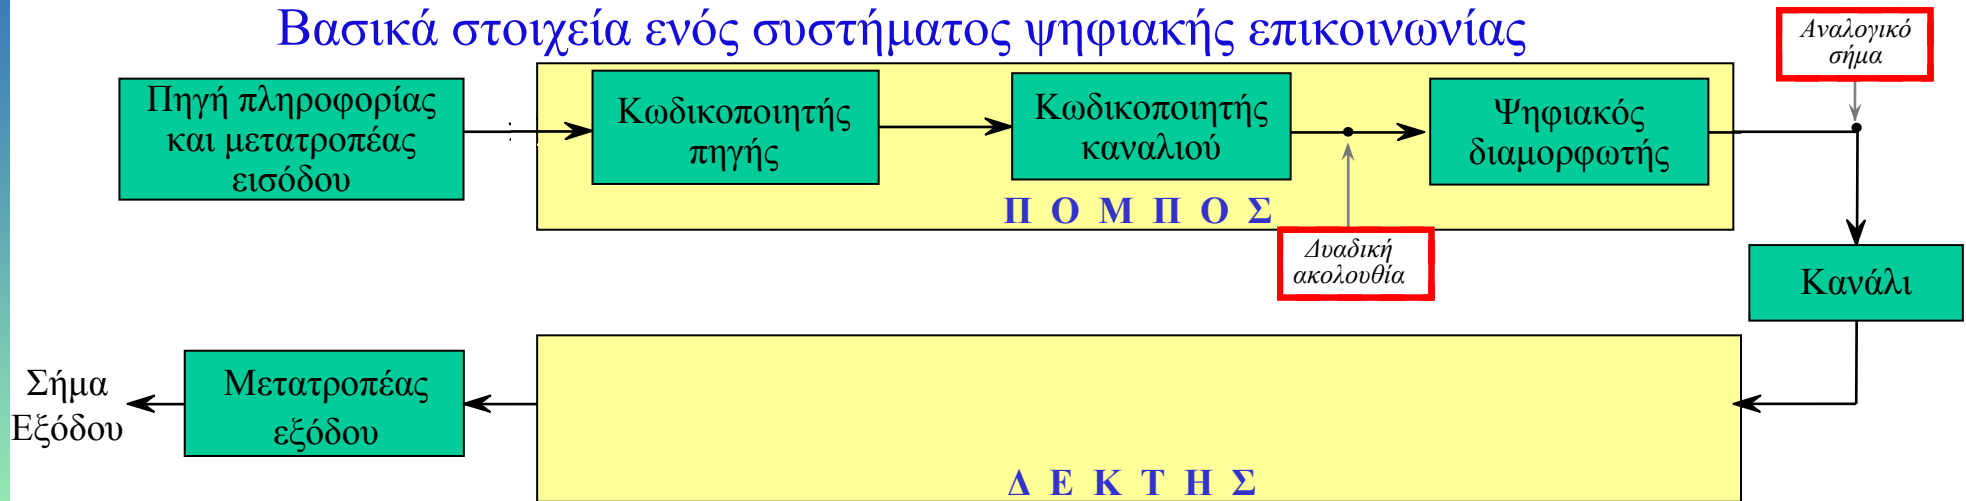 Βασικά στοιχεία ενός συστήματος ψηφιακής επικοινωνίας
Αναλογικό
σήμα
Πηγή πληροφορίας
και μετατροπέας
εισόδου
Κωδικοποιητής
πηγής
Κωδικοποιητής
καναλιού
Ψηφιακός
διαμορφωτής
Π Ο Μ Π Ο Σ
Δυαδική
ακολουθία
Κανάλι
Σήμα
Εξόδου
Μετατροπέας
εξόδου
Δ Ε Κ Τ Η Σ